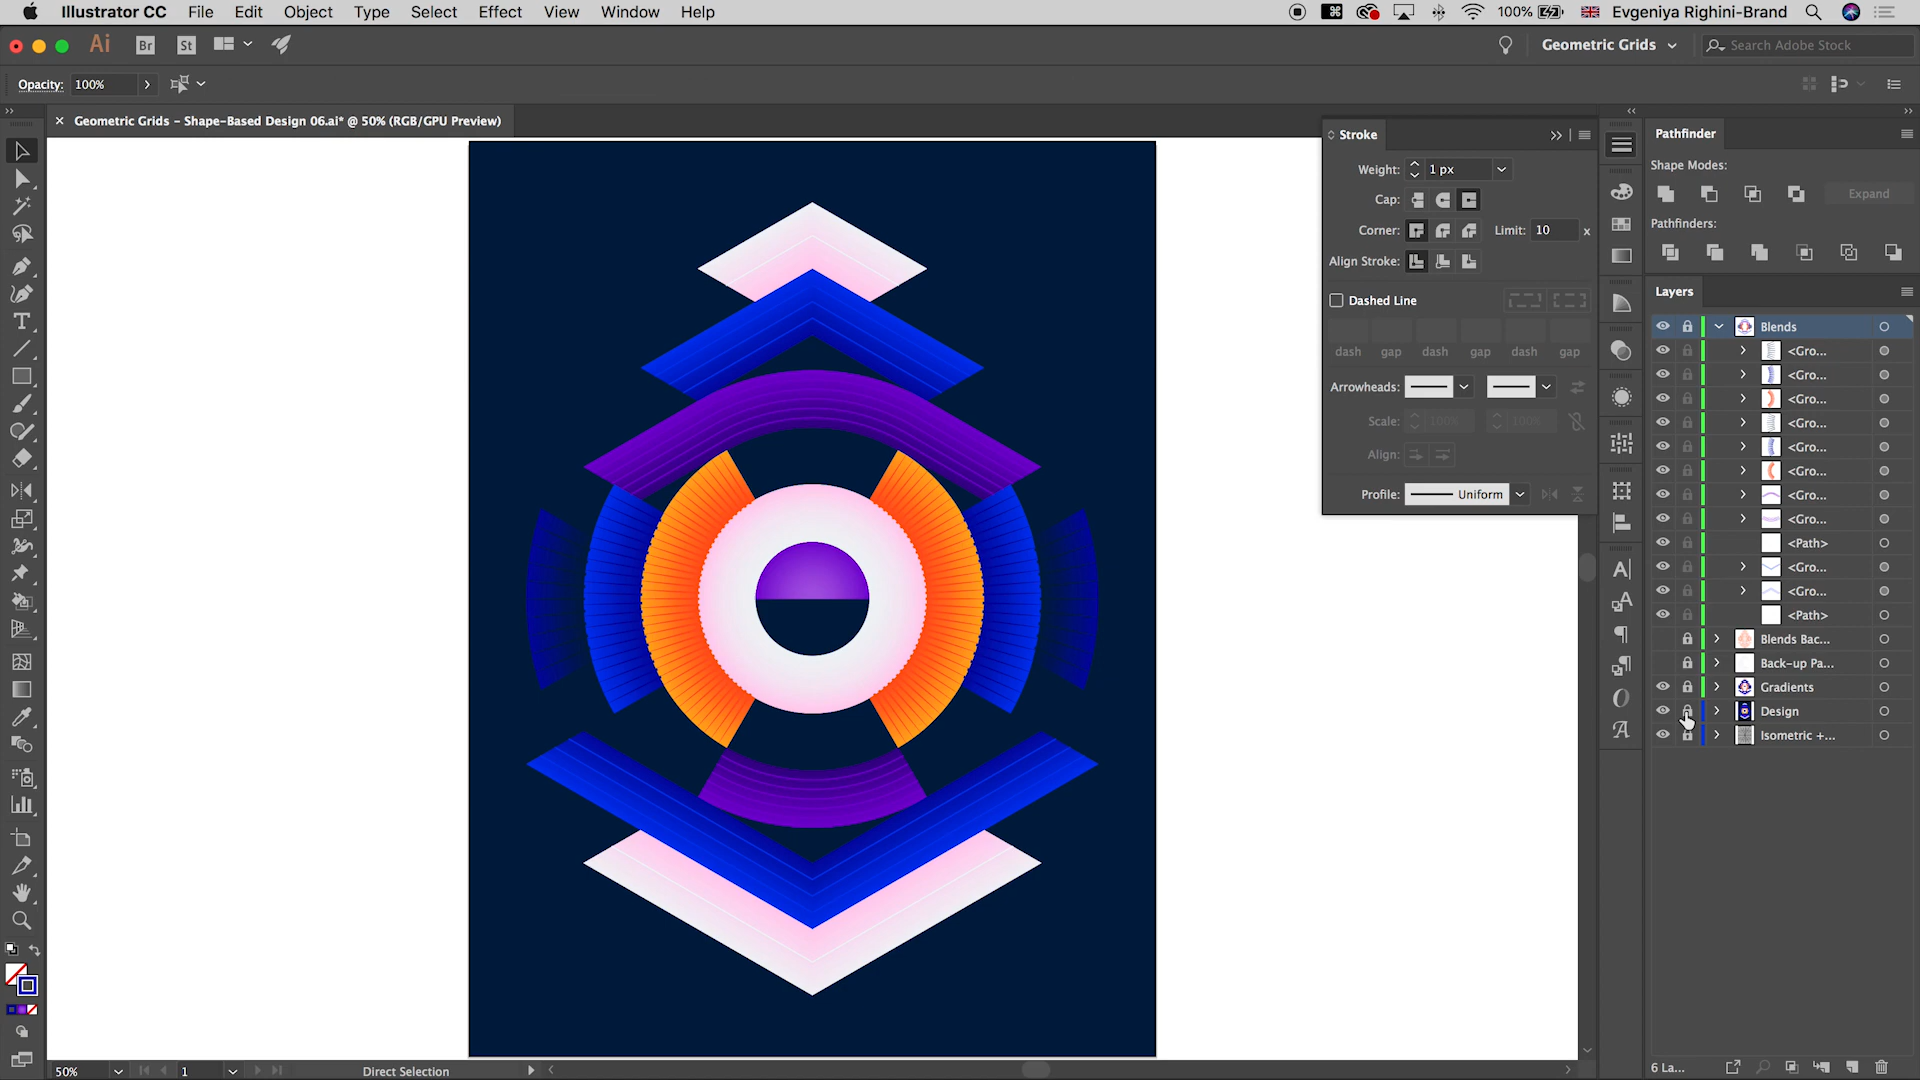 Illustrator CC File Edit Object Type Select Effect View Window Help 100% Evgeniya Righini-Brand
Ai Br St Geometric Grids Search Adobe Stock
Opacity: 100%
× Geometric Grids – Shape-Based Design 06.ai* @ 50% (RGB/GPU Preview)
Stroke
Weight: 1 px
Cap:
Corner: Limit: 10 x
Align Stroke:
Dashed Line
dash gap dash gap dash gap
Arrowheads:
Scale: 100% 100%
Align:
Profile: Uniform
Pathfinder
Shape Modes:
Expand
Pathfinders:
Layers
Blends
<Gro...
<Gro...
<Gro...
<Gro...
<Gro...
<Gro...
<Gro...
<Gro...
<Path>
<Gro...
<Gro...
<Path>
Blends Bac...
Back-up Pa...
Gradients
Design
Isometric +...
6 La...
50% 1 Direct Selection